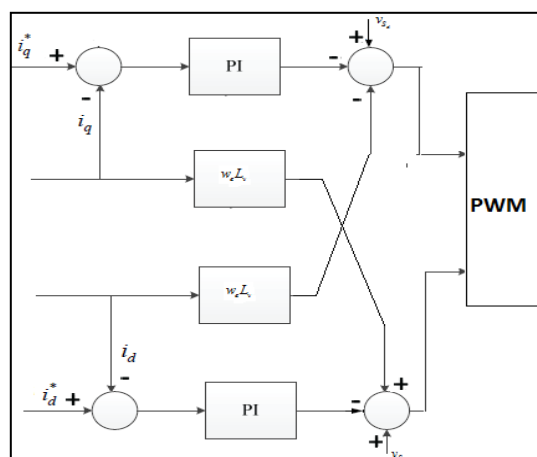 v_{s_q}
i_q^* + PI - +
-
-
i_q
w_e L_s
PWM
w_e L_s
i_d
-
+
i_d^* + PI - +